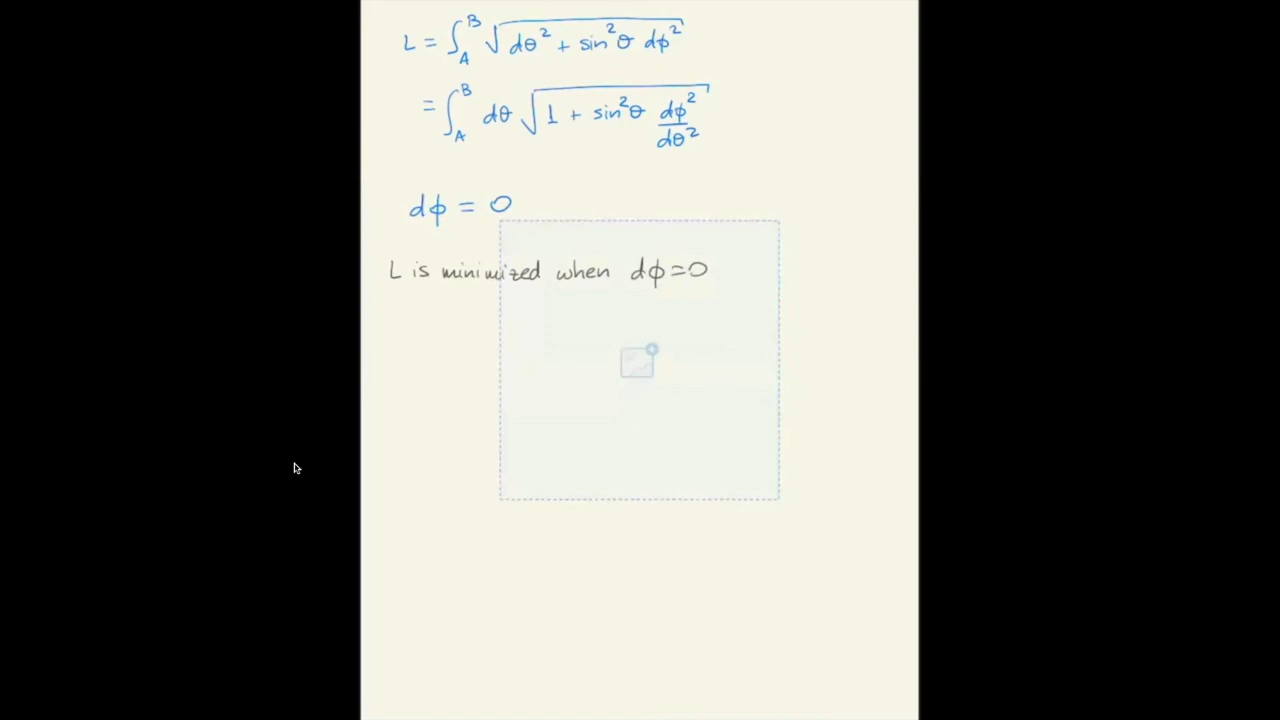 L = ∫_A^B √(dθ² + sin²θ dϕ²)
= ∫_A^B dθ √(1 + sin²θ dϕ²/dθ²)
dϕ = 0
L is minimized when dϕ=0